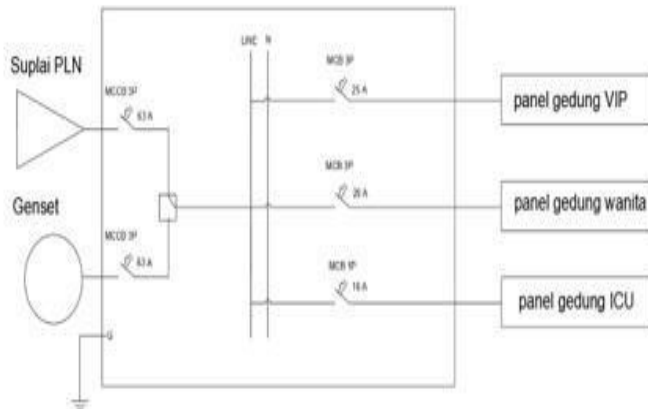 Suplai PLN
MCCB 3P
63 A
Genset
MCCB 3P
63 A
G
LINE N
MCB 3P
25 A
panel gedung VIP
MCB 3P
panel gedung wanita
MCB 1P
16 A
panel gedung ICU